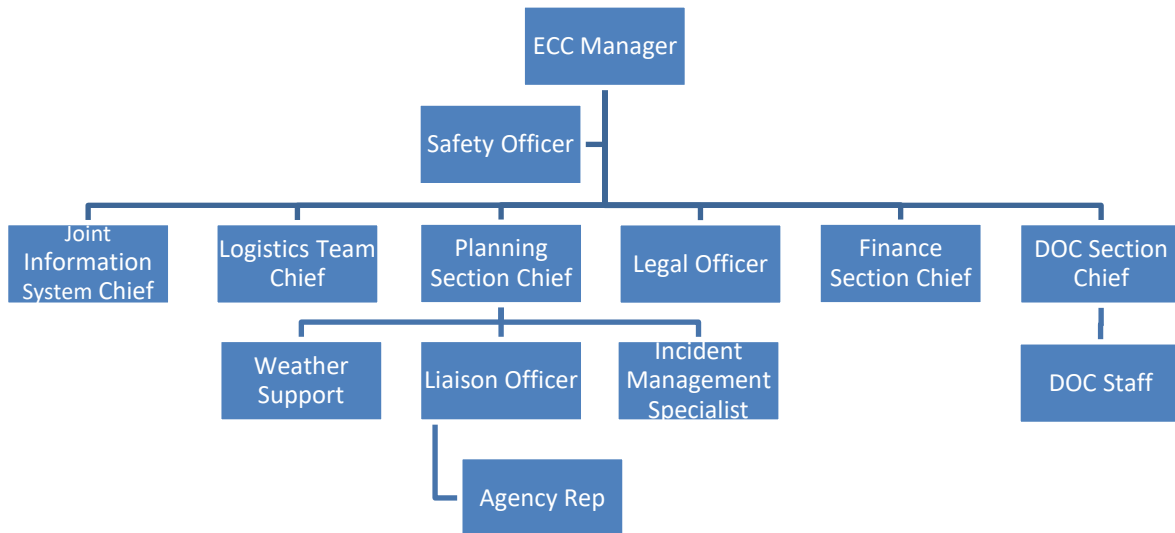 ECC Manager
Safety Officer
Joint
Information
System Chief
Logistics Team
Chief
Planning
Section Chief
Legal Officer
Finance
Section Chief
DOC Section
Chief
Weather
Support
Liaison Officer
Incident
Management
Specialist
DOC Staff
Agency Rep